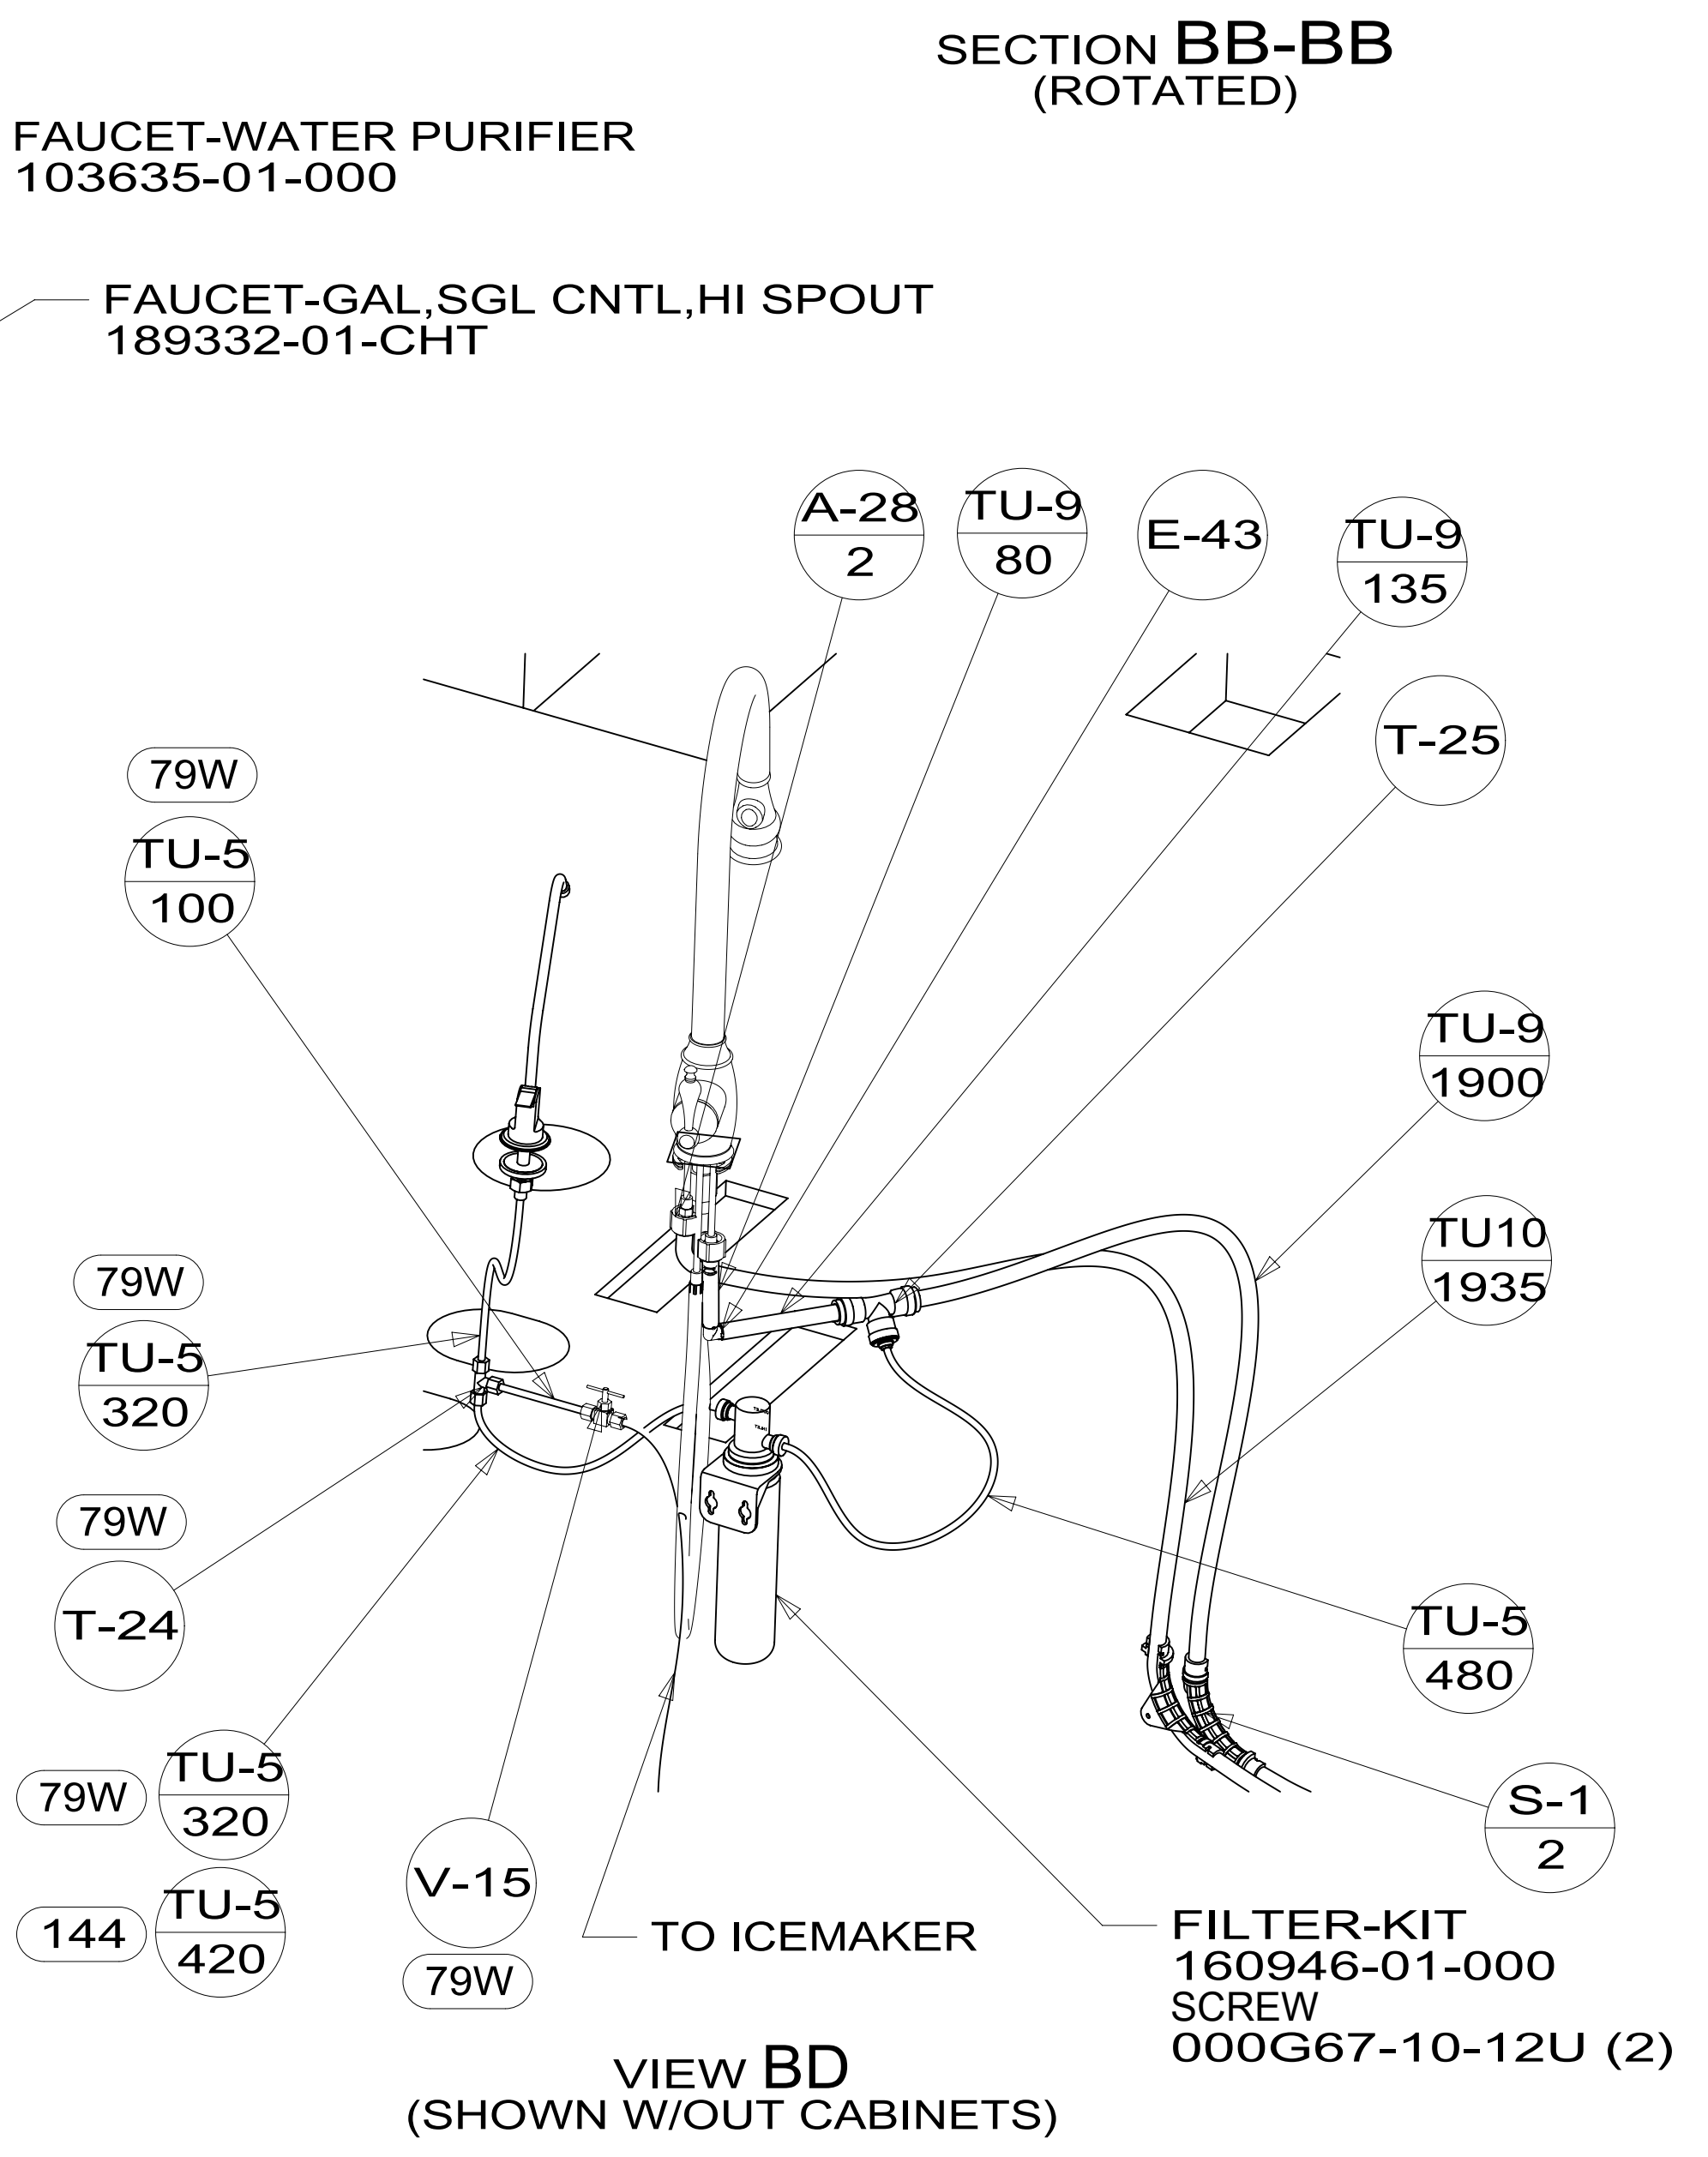 SECTION BB-BB
(ROTATED)
FAUCET-WATER PURIFIER
103635-01-000
FAUCET-GAL,SGL CNTL,HI SPOUT
189332-01-CHT
A-28
2
TU-9
80
E-43
TU-9
135
T-25
79W
TU-5
100
TU-9
1900
TU10
1935
79W
TU-5
320
79W
T-24
TU-5
480
79W
TU-5
320
S-1
2
144
TU-5
420
V-15
79W
TO ICEMAKER
FILTER-KIT
160946-01-000
SCREW
000G67-10-12U (2)
VIEW BD
(SHOWN W/OUT CABINETS)